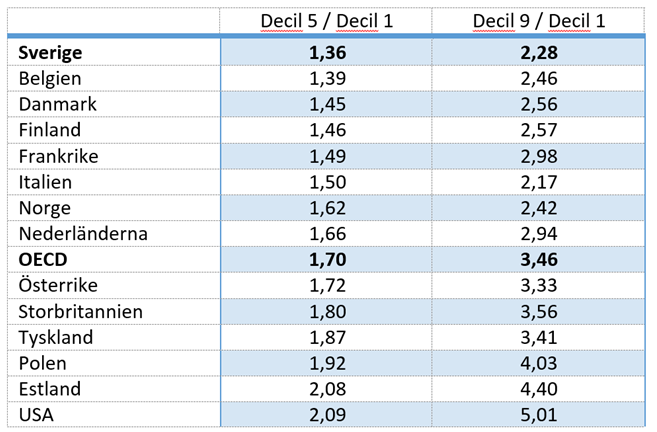 Decil 5 / Decil 1 Decil 9 / Decil 1
Sverige 1,36 2,28
Belgien 1,39 2,46
Danmark 1,45 2,56
Finland 1,46 2,57
Frankrike 1,49 2,98
Italien 1,50 2,17
Norge 1,62 2,42
Nederländerna 1,66 2,94
OECD 1,70 3,46
Österrike 1,72 3,33
Storbritannien 1,80 3,56
Tyskland 1,87 3,41
Polen 1,92 4,03
Estland 2,08 4,40
USA 2,09 5,01